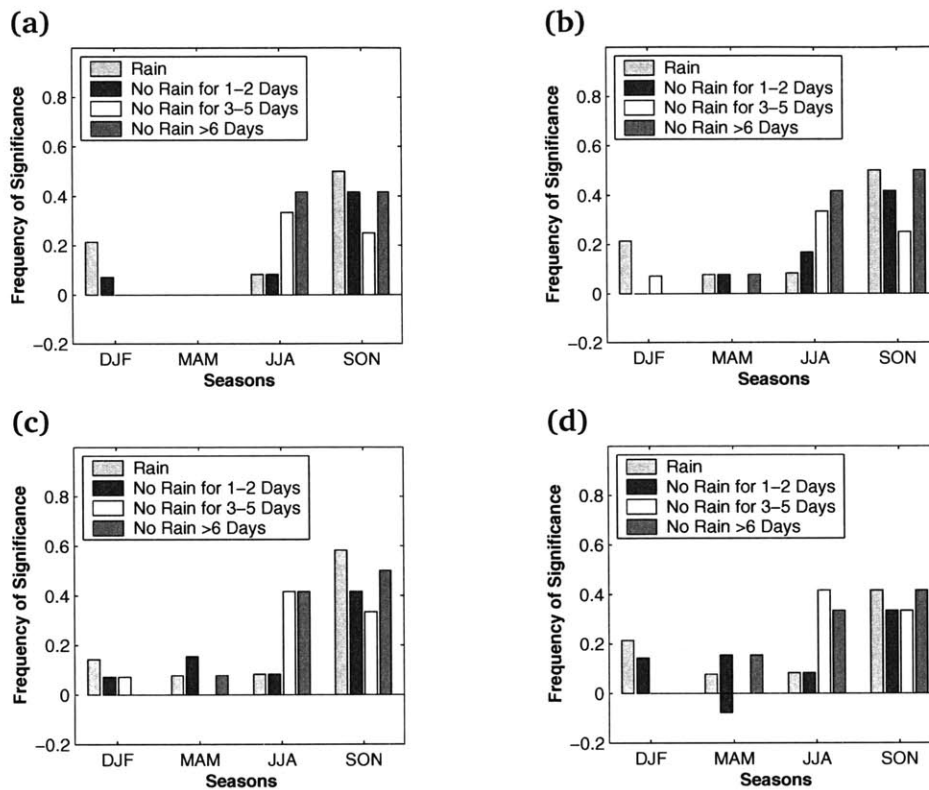 (a)
Rain
No Rain for 1–2 Days
No Rain for 3–5 Days
No Rain >6 Days
0.8
0.6
0.4
0.2
0
−0.2
Frequency of Significance
DJF MAM JJA SON
Seasons
(b)
Rain
No Rain for 1–2 Days
No Rain for 3–5 Days
No Rain >6 Days
0.8
0.6
0.4
0.2
0
−0.2
Frequency of Significance
DJF MAM JJA SON
Seasons
(c)
Rain
No Rain for 1–2 Days
No Rain for 3–5 Days
No Rain >6 Days
0.8
0.6
0.4
0.2
0
−0.2
Frequency of Significance
DJF MAM JJA SON
Seasons
(d)
Rain
No Rain for 1–2 Days
No Rain for 3–5 Days
No Rain >6 Days
0.8
0.6
0.4
0.2
0
−0.2
Frequency of Significance
DJF MAM JJA SON
Seasons